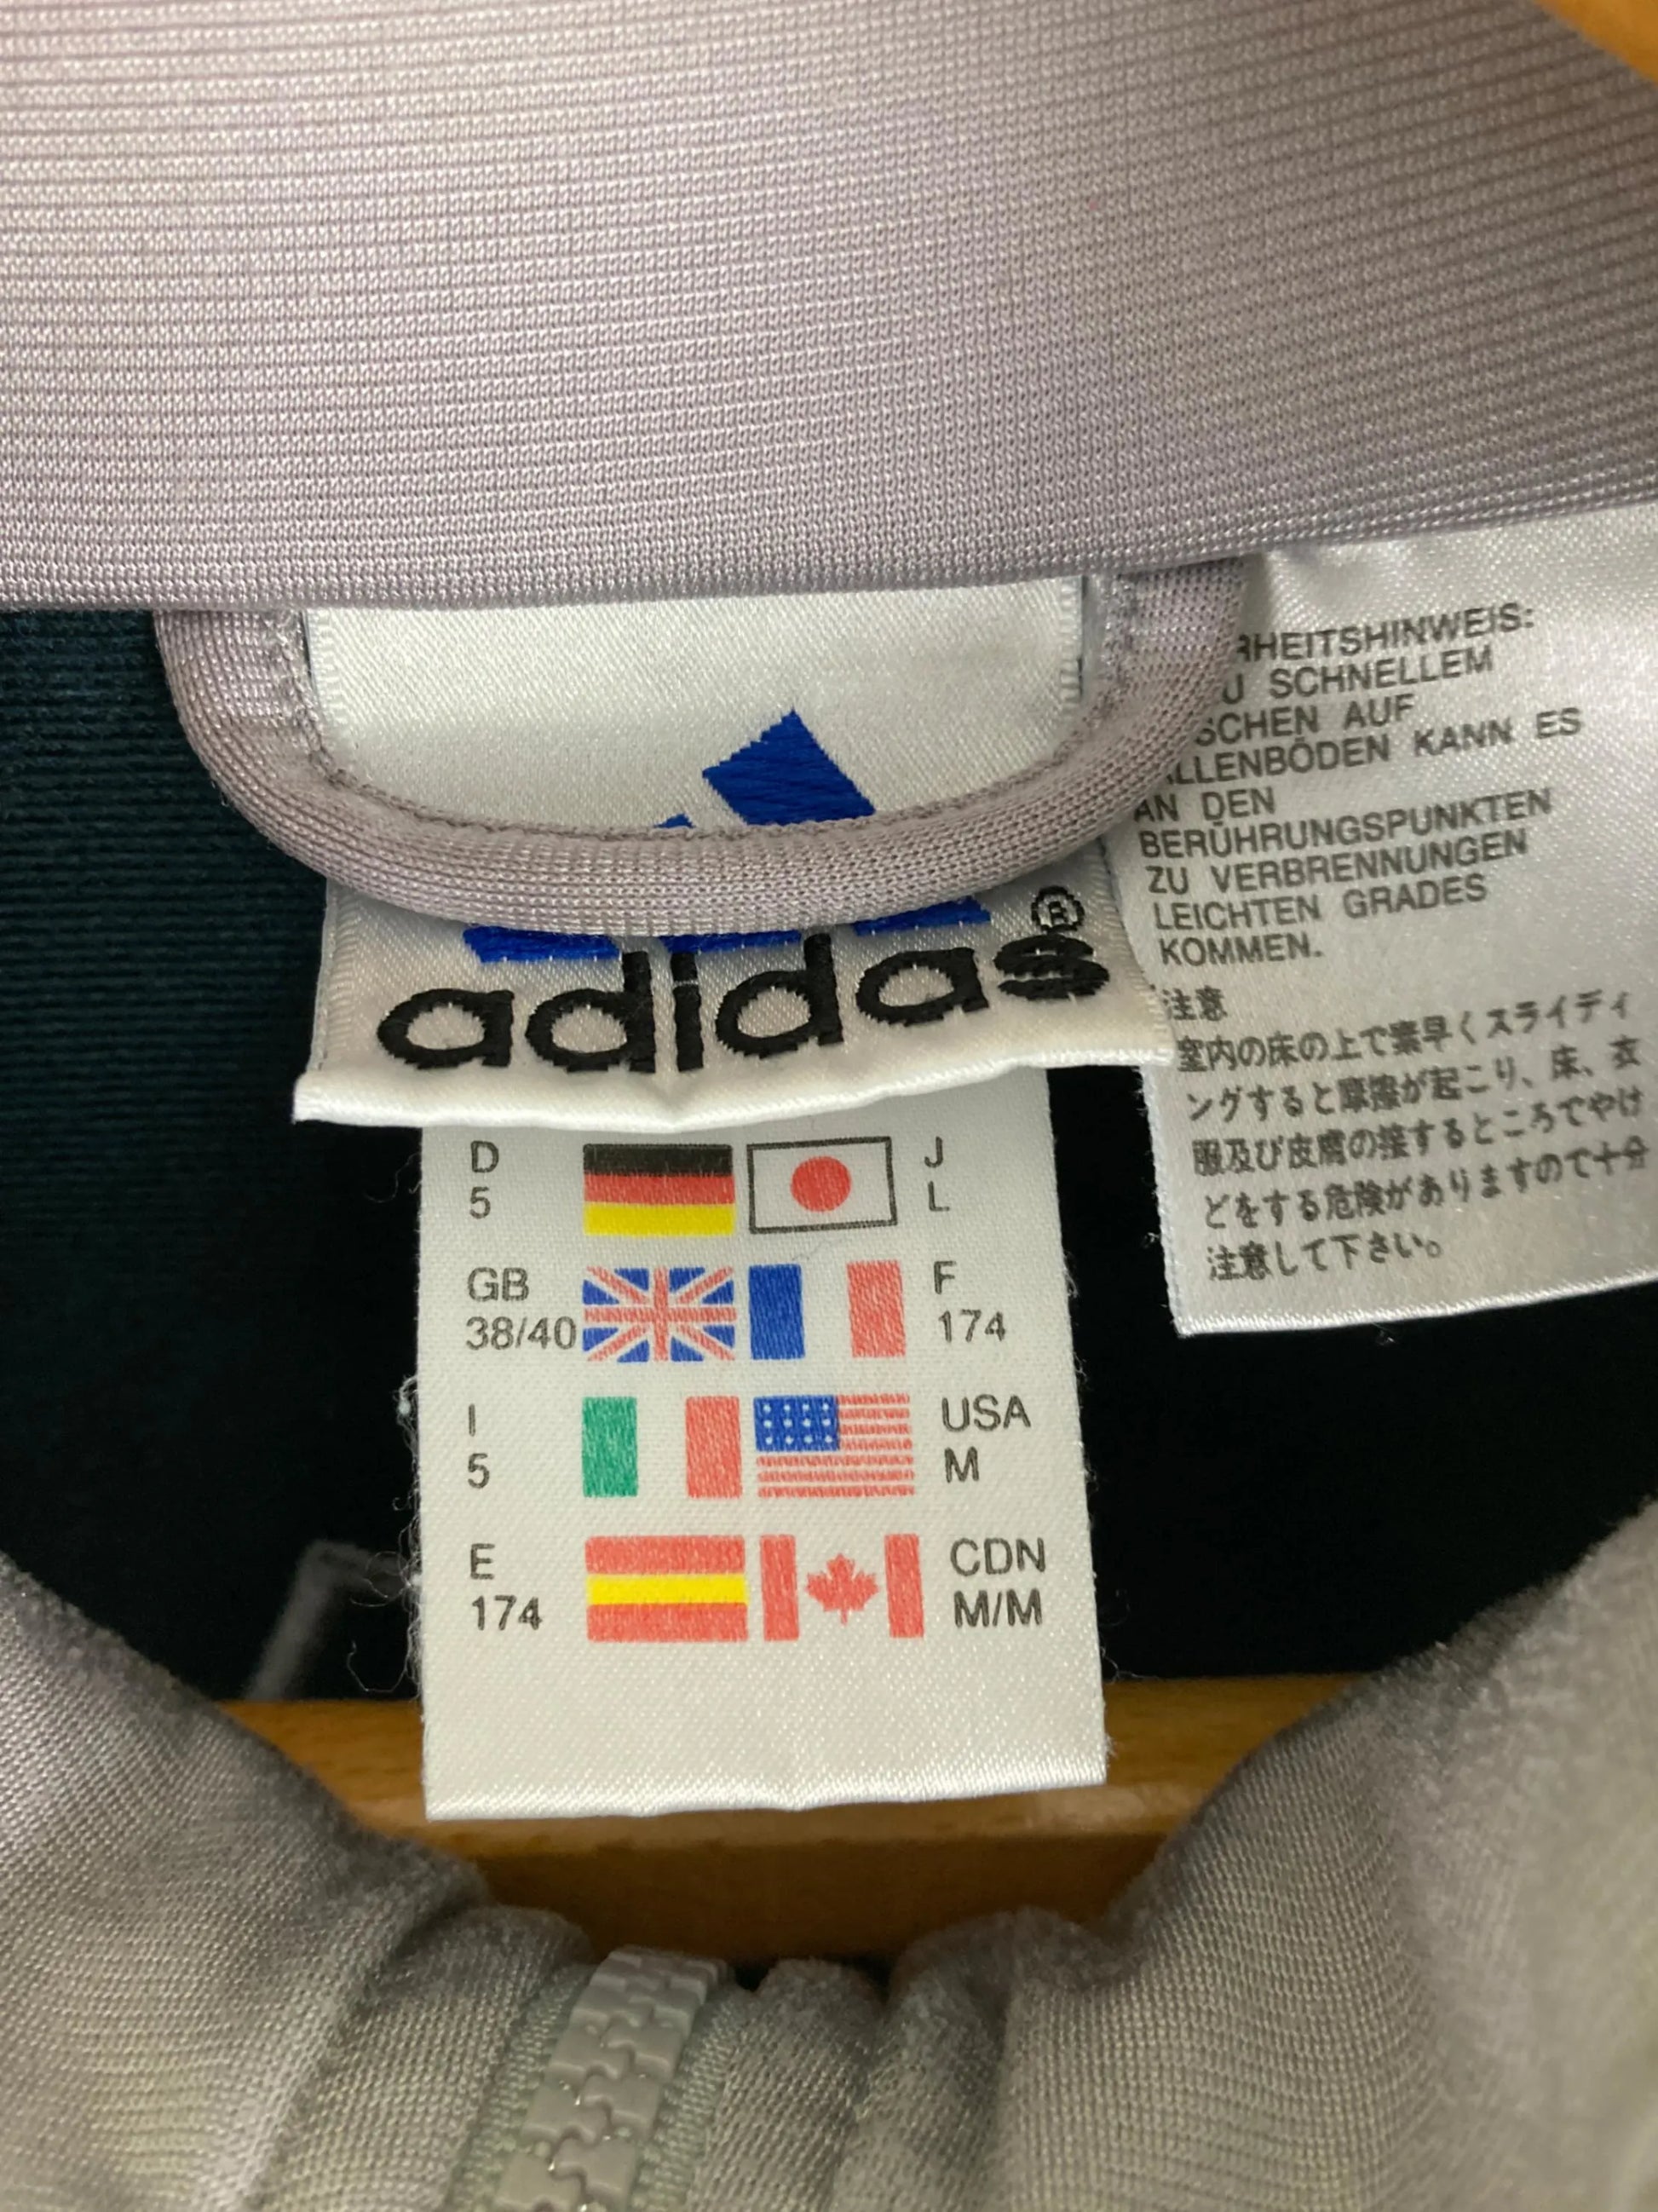 adidas®
D
5
J
L
GB
38/40
F
174
I
5
USA
M
E
174
CDN
M/M
RHEITSHINWEIS:
U SCHNELLEM
SCHEN AUF
LLENBÖDEN KANN ES
AN DEN
BERÜHRUNGSPUNKTEN
ZU VERBRENNUNGEN
LEICHTEN GRADES
KOMMEN.
注意
室内の床の上で素早くスライディ
ングすると摩擦が起こり、床、衣
服及び皮膚の接するところでやけ
どをする危険がありますので十分
注意して下さい。